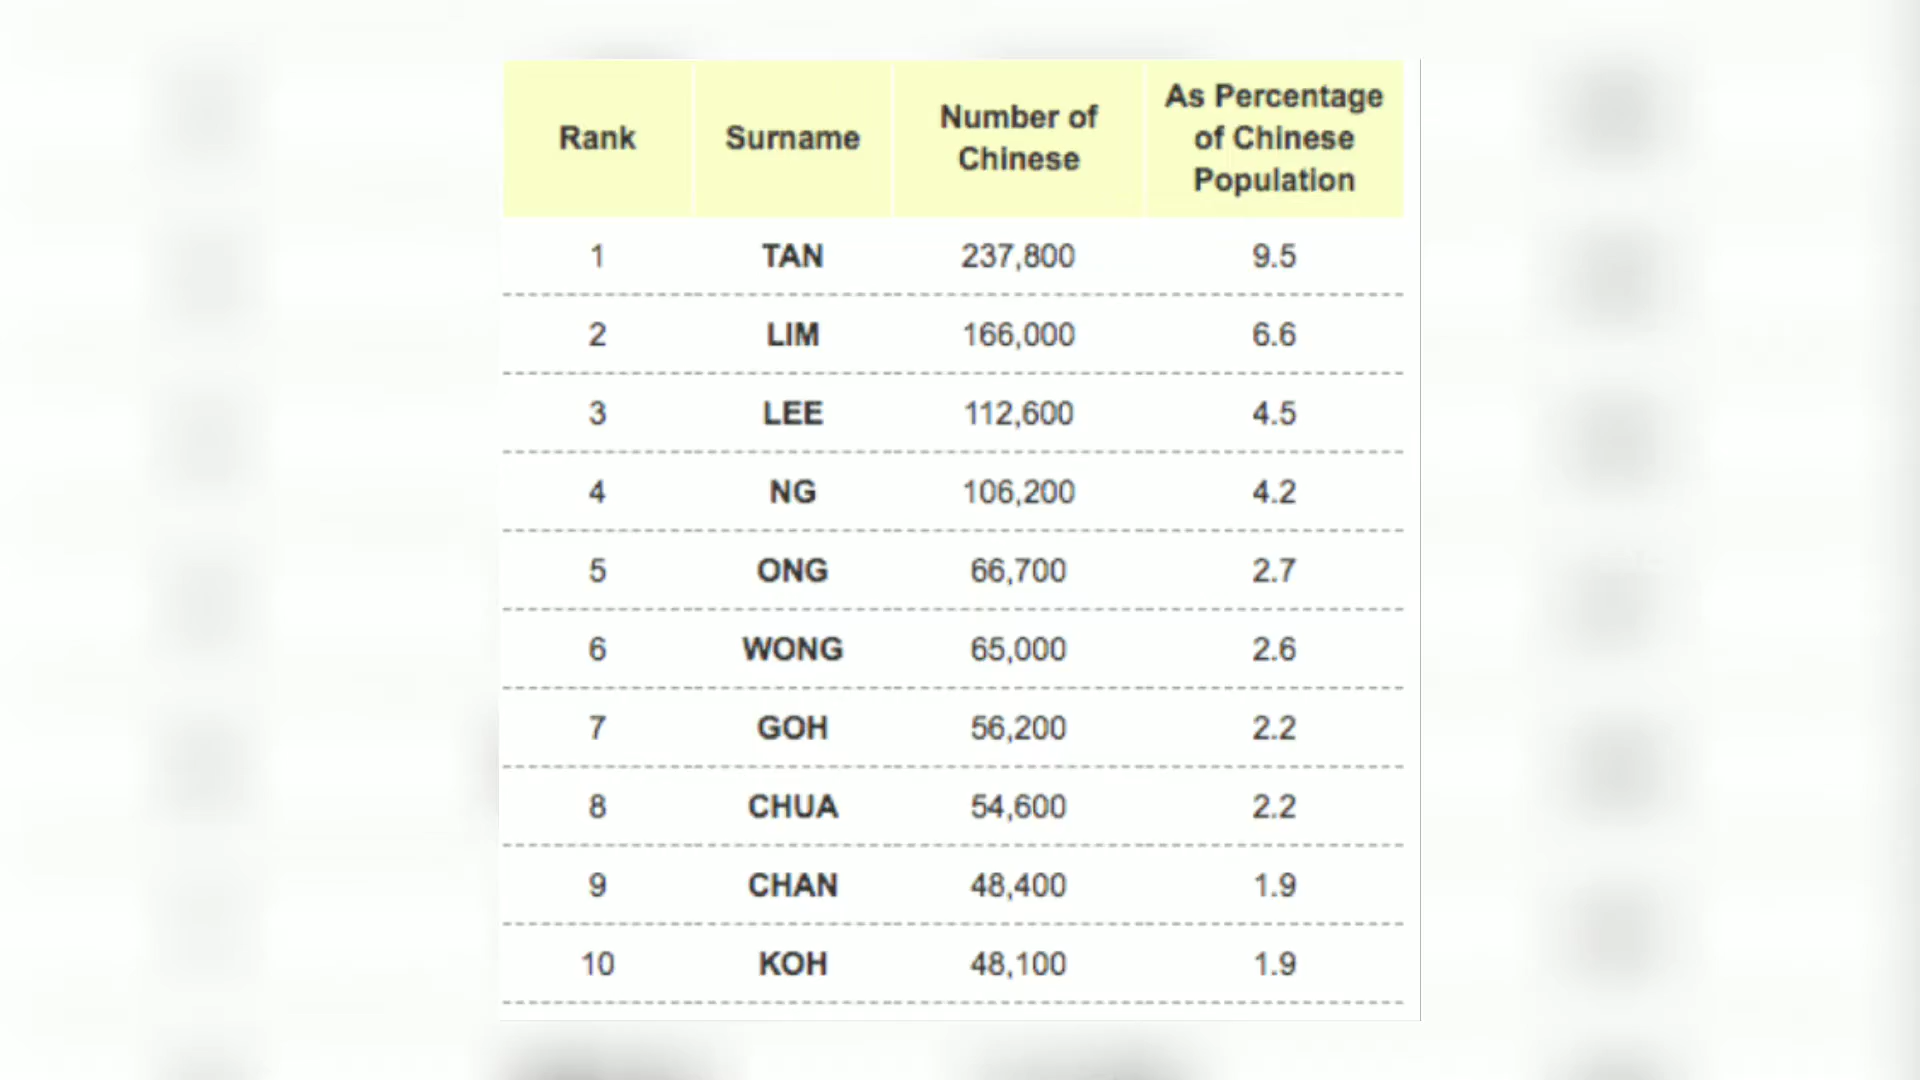 Rank Surname Number of Chinese As Percentage of Chinese Population
1 TAN 237,800 9.5
2 LIM 166,000 6.6
3 LEE 112,600 4.5
4 NG 106,200 4.2
5 ONG 66,700 2.7
6 WONG 65,000 2.6
7 GOH 56,200 2.2
8 CHUA 54,600 2.2
9 CHAN 48,400 1.9
10 KOH 48,100 1.9